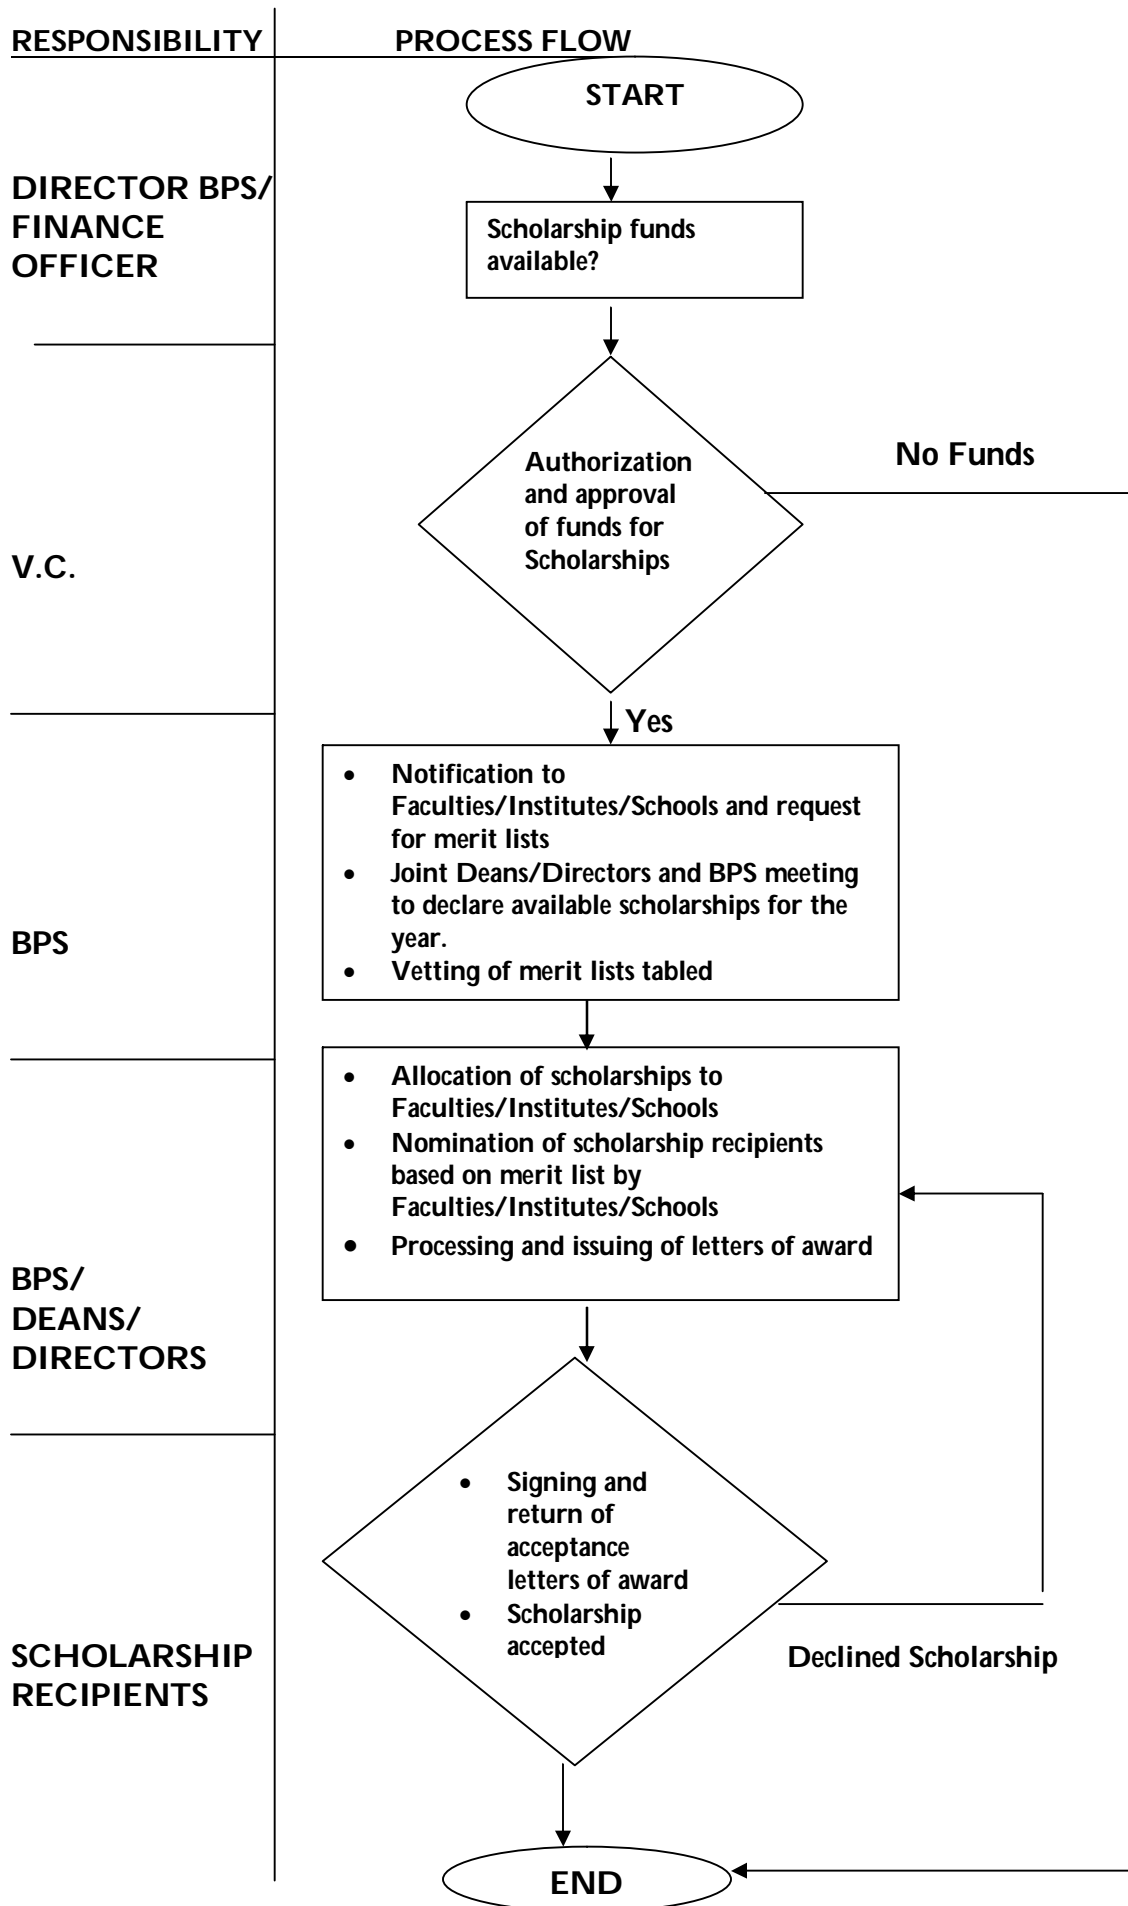 RESPONSIBILITY
PROCESS FLOW
START
DIRECTOR BPS/
FINANCE
OFFICER
Scholarship funds
available?
V.C.
Authorization
and approval
of funds for
Scholarships
No Funds
Yes
BPS
• Notification to
Faculties/Institutes/Schools and request
for merit lists
• Joint Deans/Directors and BPS meeting
to declare available scholarships for the
year.
• Vetting of merit lists tabled
BPS/
DEANS/
DIRECTORS
• Allocation of scholarships to
Faculties/Institutes/Schools
• Nomination of scholarship recipients
based on merit list by
Faculties/Institutes/Schools
• Processing and issuing of letters of award
SCHOLARSHIP
RECIPIENTS
• Signing and
return of
acceptance
letters of award
• Scholarship
accepted
Declined Scholarship
END